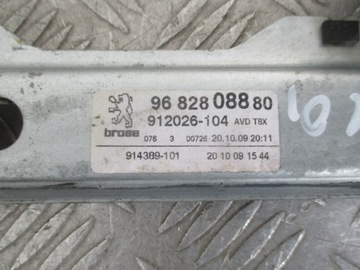 96 828 088 80
912026-104 AVD T8X
brose
076 3 00726 20.10.09 20:11
914389-101 20 10 09 15 44